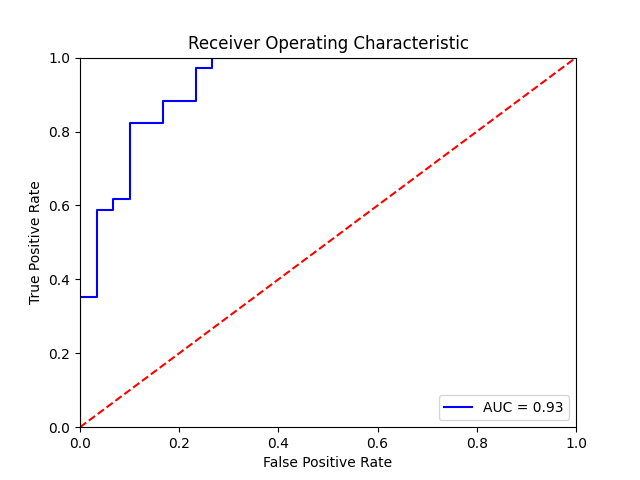 Receiver Operating Characteristic
True Positive Rate
1.0
0.8
0.6
0.4
0.2
0.0
AUC = 0.93
0.0 0.2 0.4 0.6 0.8 1.0
False Positive Rate